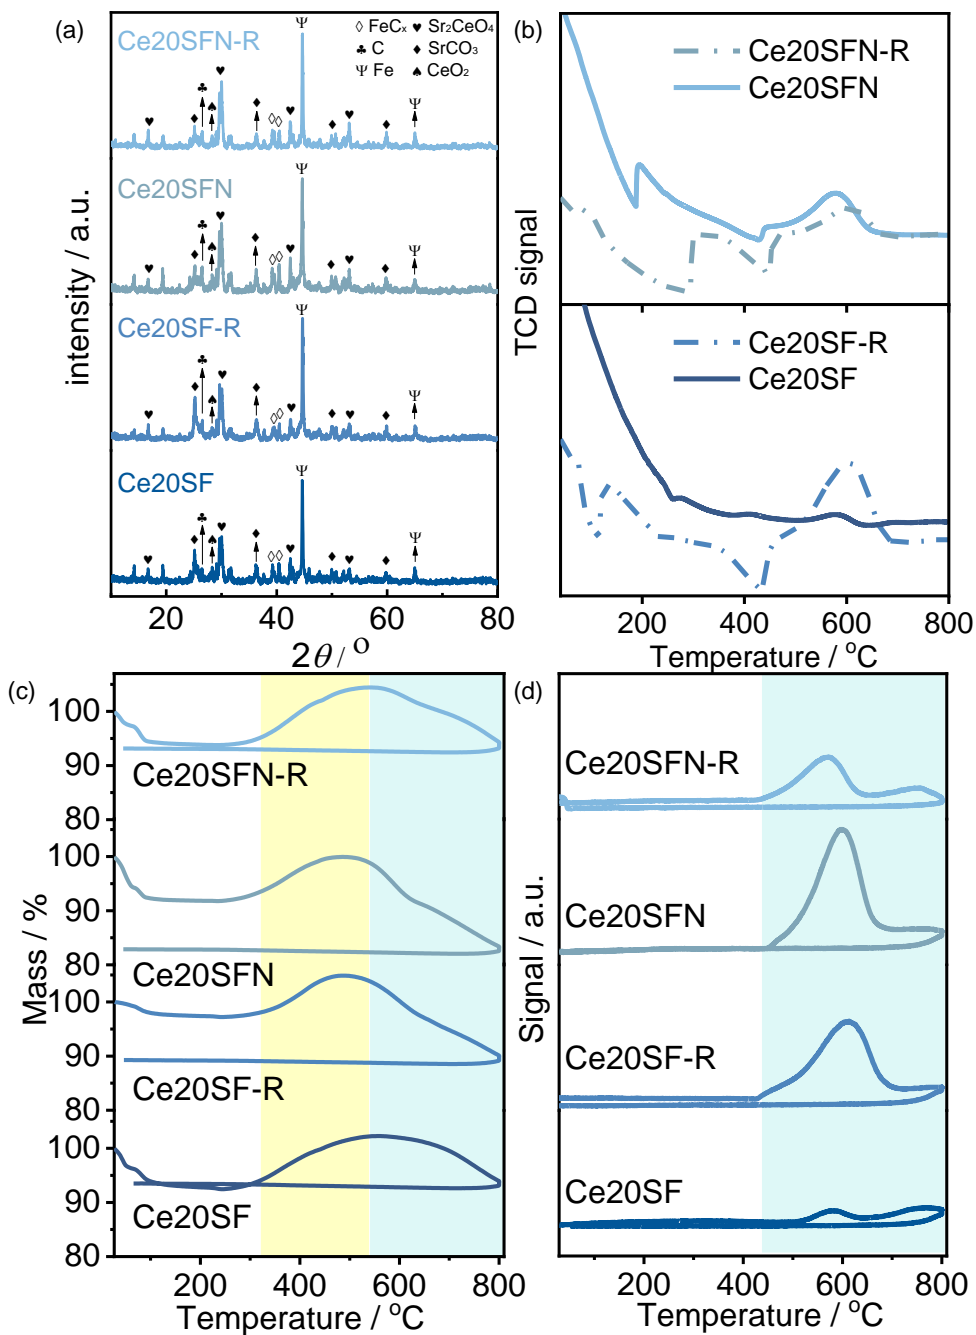 (a)
Ce20SFN-R
Ψ
◊ FeCₓ ♥ Sr₂CeO₄
♣ C ♦ SrCO₃
Ψ Fe ♠ CeO₂
Ce20SFN
Ψ
Ce20SF-R
Ψ
Ce20SF
Ψ
intensity / a.u.
20 40 60 80
2θ / °
(b)
Ce20SFN-R
Ce20SFN
Ce20SF-R
Ce20SF
TCD signal
200 400 600 800
Temperature / °C
(c)
100
90
Ce20SFN-R
80
100
90
80
Ce20SFN
100
90
Ce20SF-R
80
100
90
Ce20SF
80
Mass / %
200 400 600 800
Temperature / °C
(d)
Ce20SFN-R
Ce20SFN
Ce20SF-R
Ce20SF
Signal / a.u.
200 400 600 800
Temperature / °C